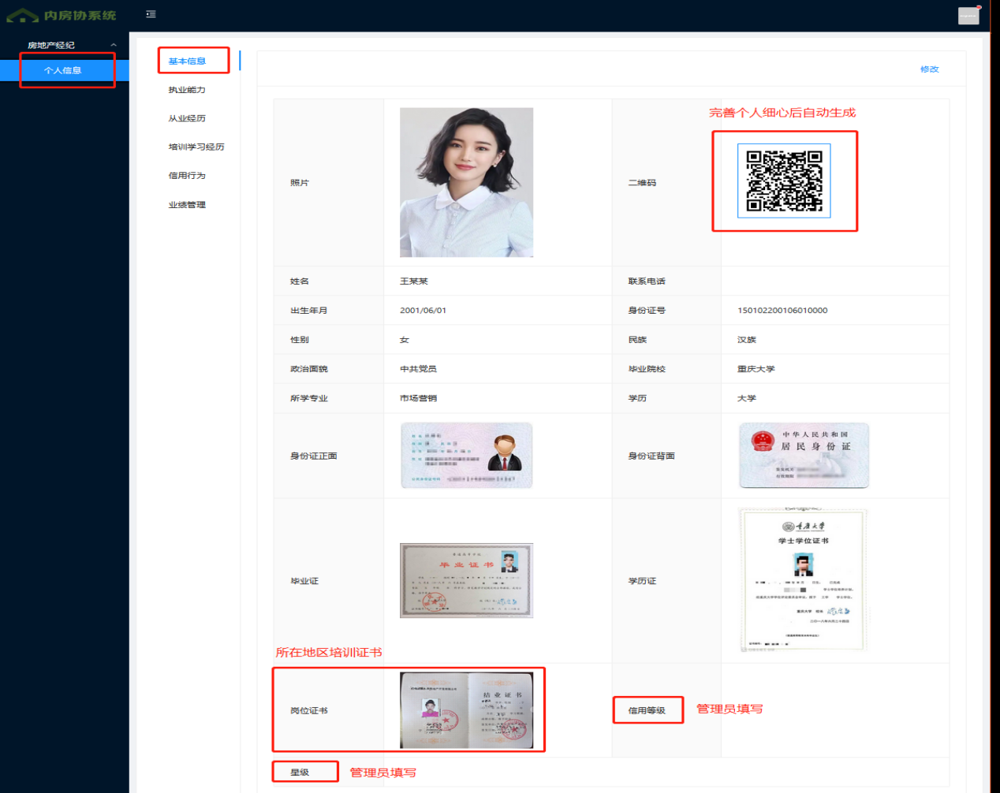 内房协系统
房地产经纪
个人信息
基本信息
执业能力
从业经历
培训学习经历
信用行为
业绩管理
修改
完善个人细心后自动生成
照片
二维码
姓名 王某某 联系电话
出生年月 2001/06/01 身份证号 150102200106010000
性别 女 民族 汉族
政治面貌 中共党员 毕业院校 重庆大学
所学专业 市场营销 学历 大学
身份证正面 身份证背面
中华人民共和国
居民身份证
毕业证 学历证
毕业证书
重庆大学
学士学位证书
所在地区培训证书
岗位证书
结业证书
信用等级 管理员填写
星级 管理员填写